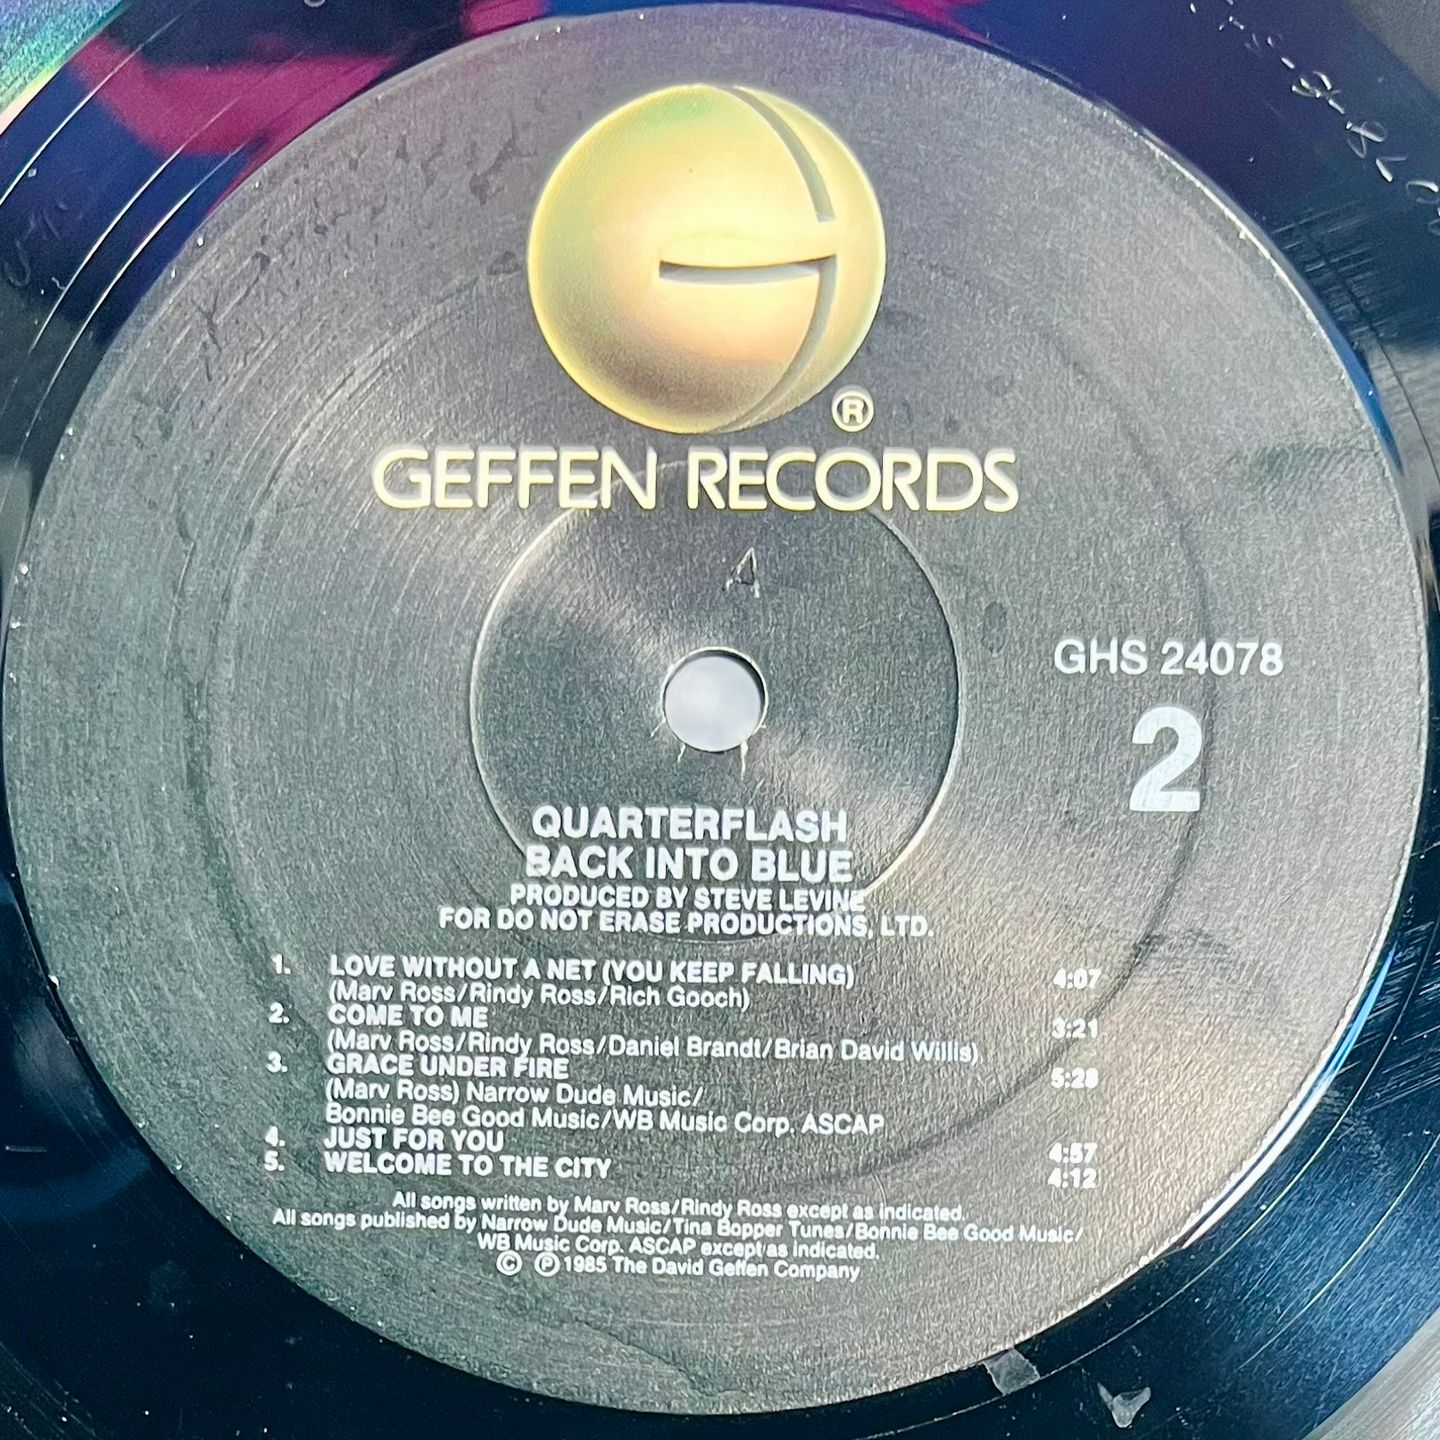 ®
GEFFEN RECORDS
A
GHS 24078
2
QUARTERFLASH
BACK INTO BLUE
PRODUCED BY STEVE LEVINE
FOR DO NOT ERASE PRODUCTIONS, LTD.
1. LOVE WITHOUT A NET (YOU KEEP FALLING) 4:07
(Marv Ross/Rindy Ross/Rich Gooch)
2. COME TO ME 3:21
(Marv Ross/Rindy Ross/Daniel Brandt/Brian David Willis)
3. GRACE UNDER FIRE 5:28
(Marv Ross) Narrow Dude Music/
Bonnie Bee Good Music/WB Music Corp. ASCAP
4. JUST FOR YOU 4:57
5. WELCOME TO THE CITY 4:12
All songs written by Marv Ross/Rindy Ross except as indicated.
All songs published by Narrow Dude Music/Tina Bopper Tunes/Bonnie Bee Good Music/
WB Music Corp. ASCAP except as indicated.
© ℗ 1985 The David Geffen Company